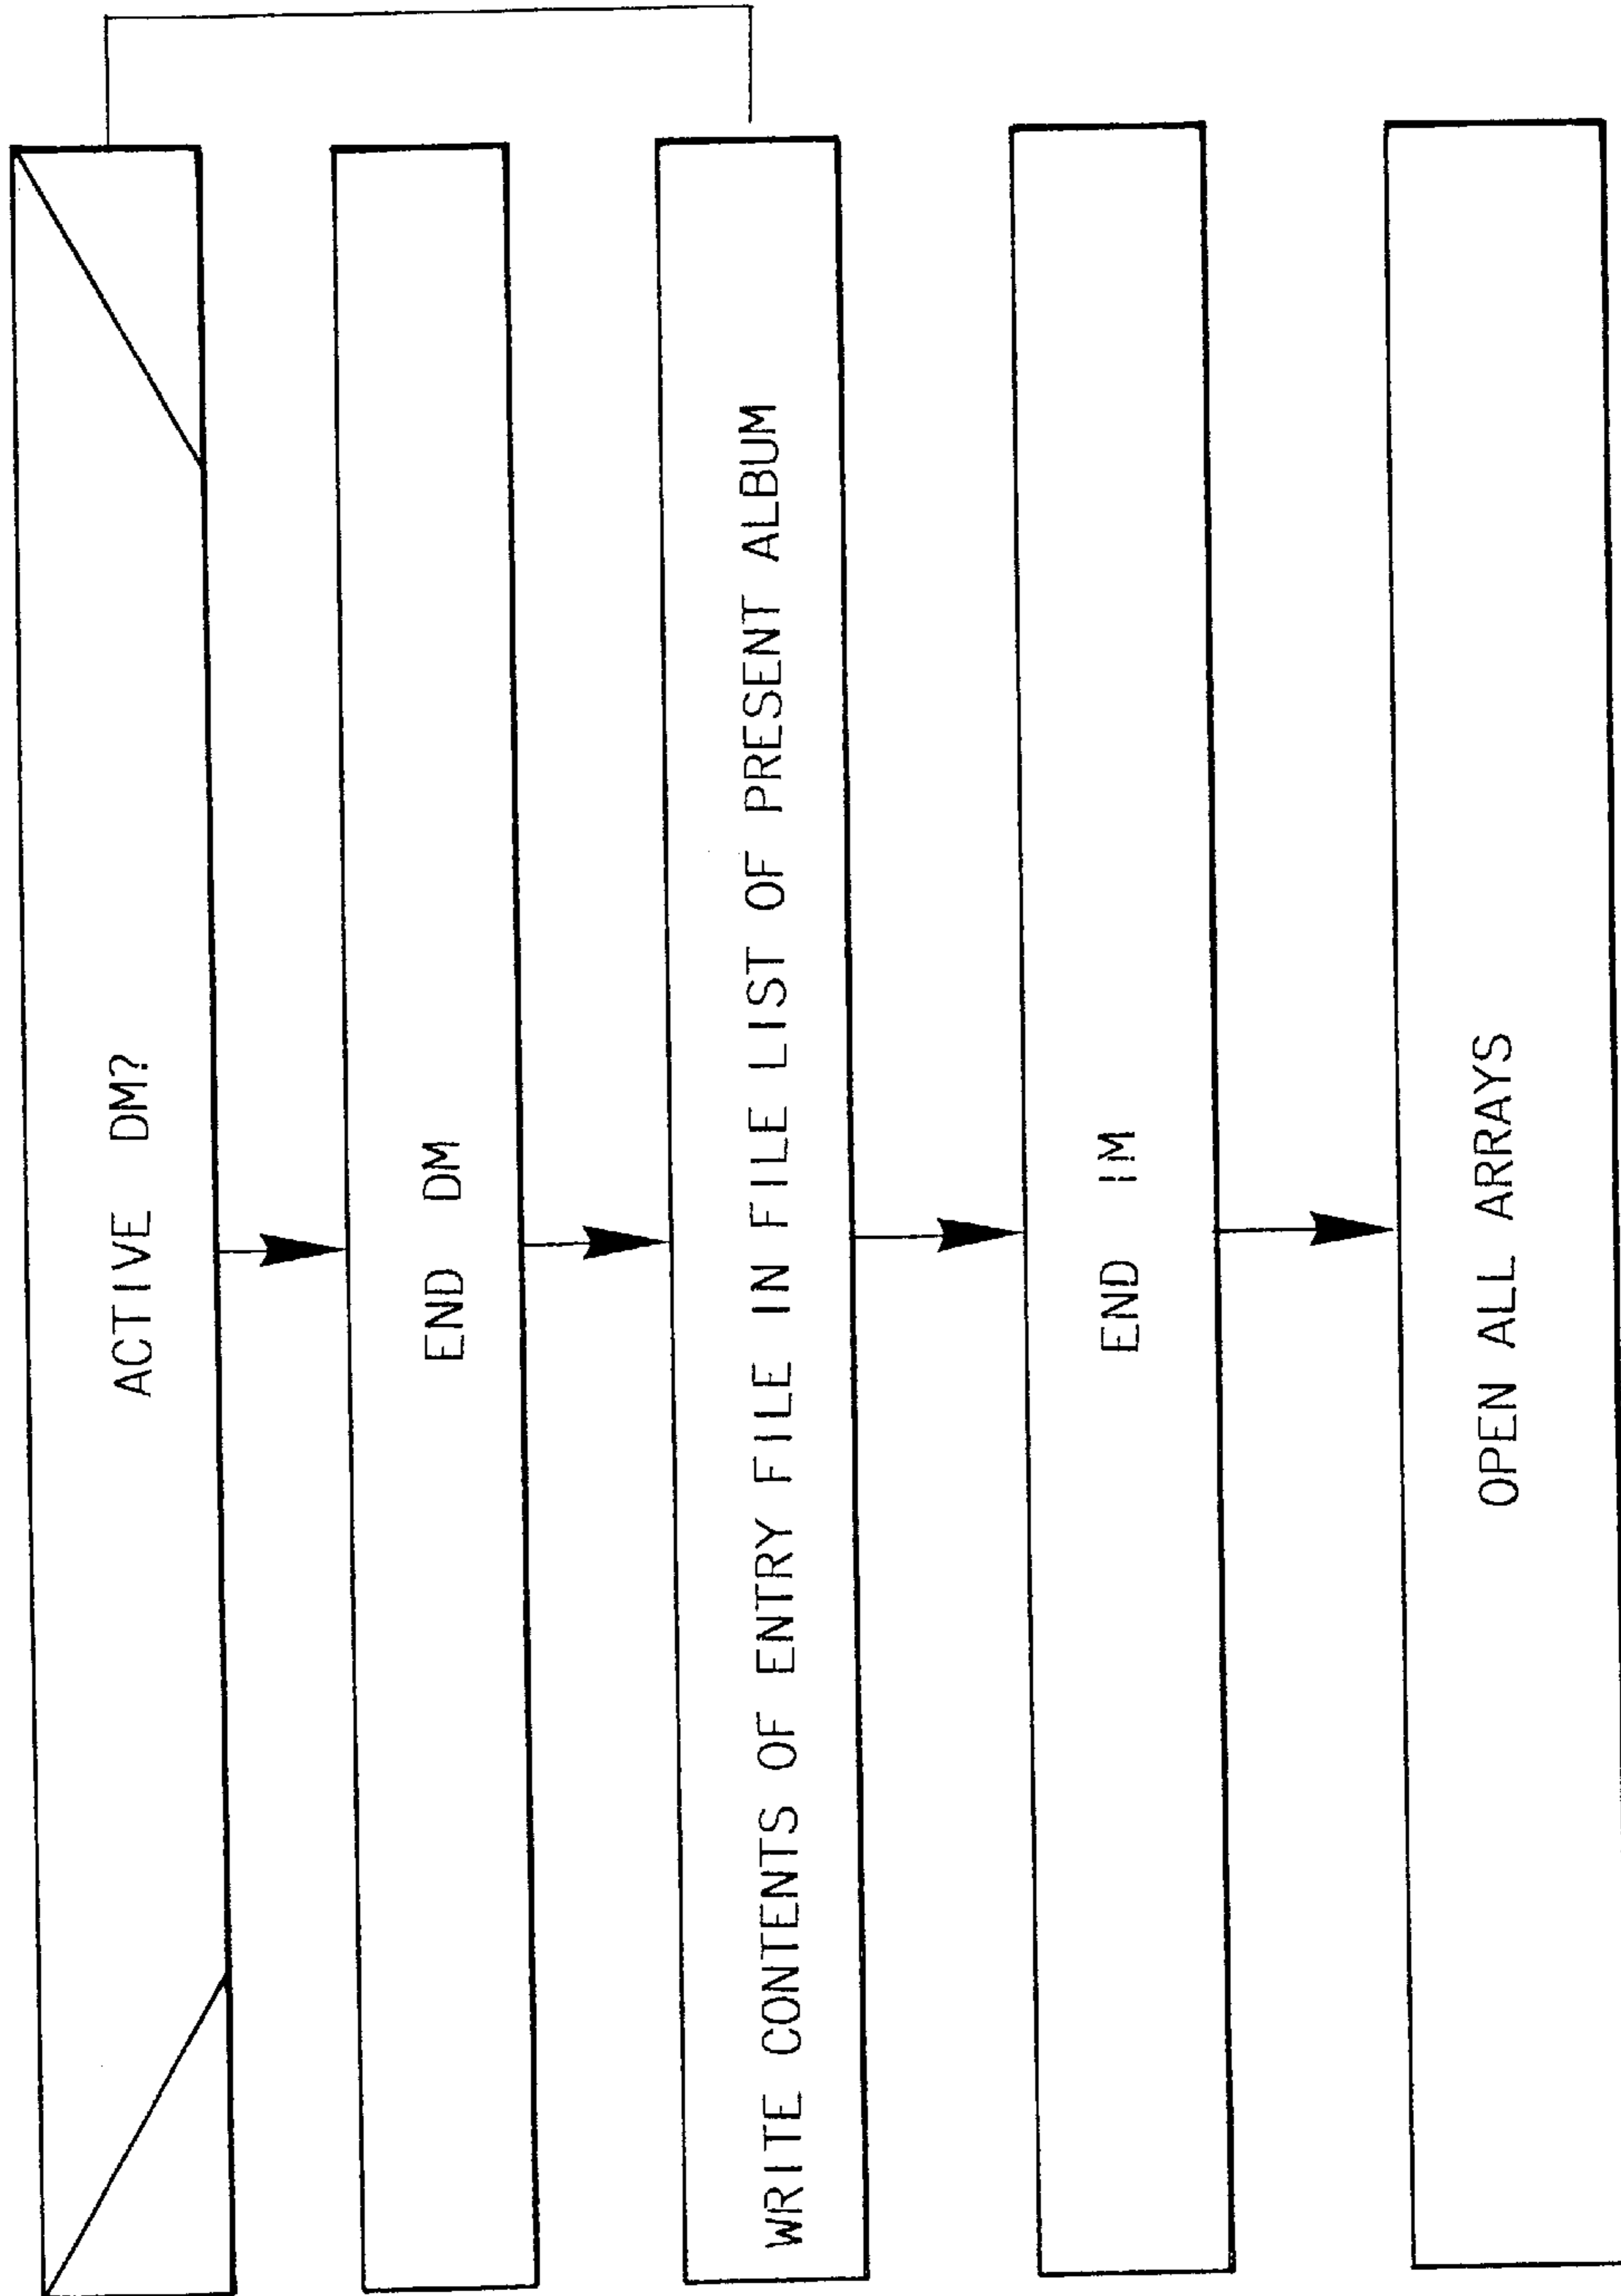 ACTIVE DM?
END DM
WRITE CONTENTS OF ENTRY FILE IN FILE LIST OF PRESENT ALBUM
END IM
OPEN ALL ARRAYS